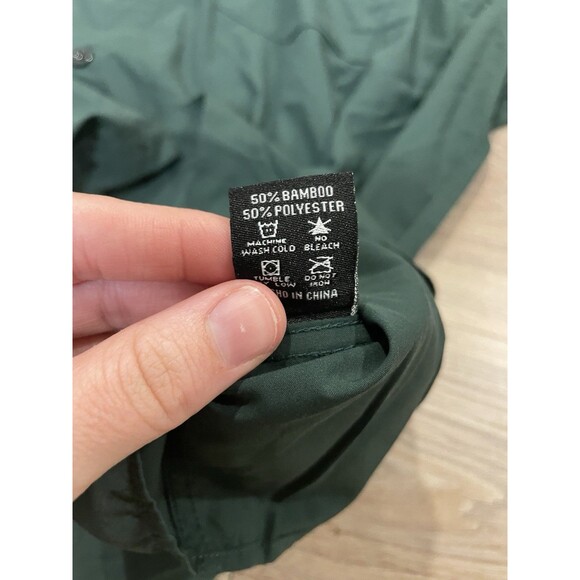 50% BAMBOO
50% POLYESTER
MACHINE
WASH COLD
NO
BLEACH
TUMBLE
LOW
DO NOT
IRON
IN CHINA